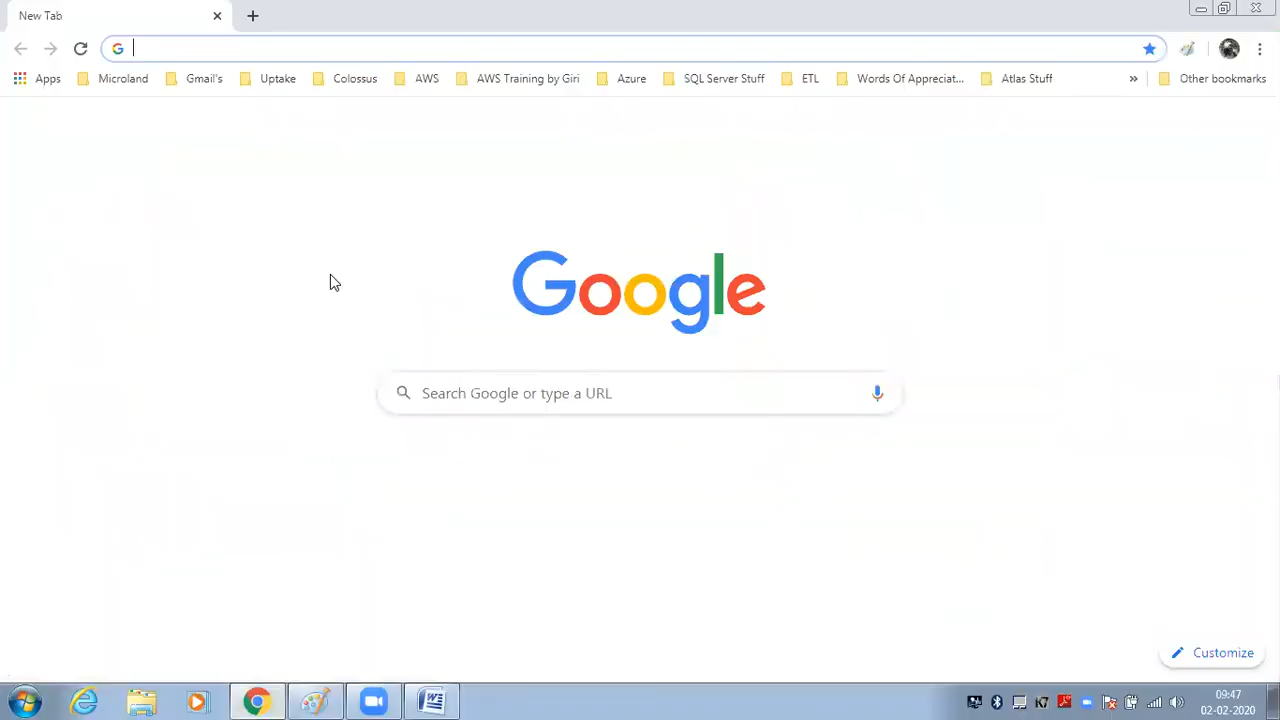 New Tab
Apps Microland Gmail's Uptake Colossus AWS AWS Training by Giri Azure SQL Server Stuff ETL Words Of Appreciat... Atlas Stuff » Other bookmarks
Google
Search Google or type a URL
Customize
09:47
02-02-2020